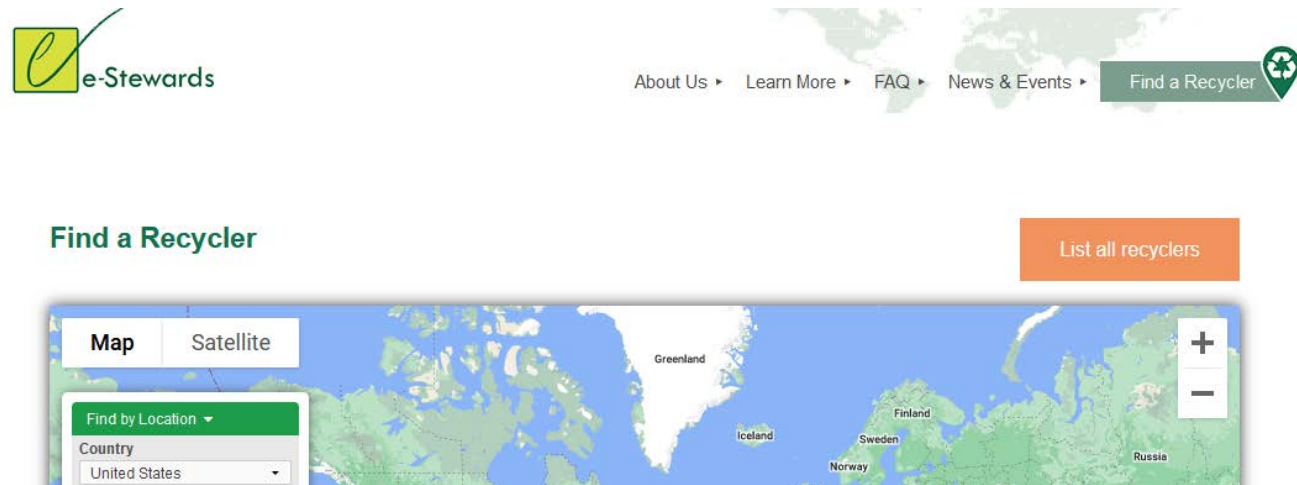 e-Stewards
About Us ▸ Learn More ▸ FAQ ▸ News & Events ▸ Find a Recycler
Find a Recycler
List all recyclers
Map Satellite
+
Greenland
−
Find by Location ▾
Finland
Country
Iceland
Sweden
United States
Norway
Russia